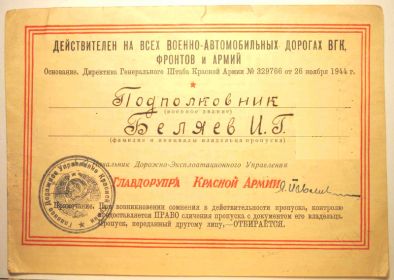 ДЕЙСТВИТЕЛЕН НА ВСЕХ ВОЕННО-АВТОМОБИЛЬНЫХ ДОРОГАХ ВГК,
ФРОНТОВ и АРМИЙ
Основание. Директива Генерального Штаба Красной Армии № 329766 от 26 ноября 1944 г.
Подполковник
(военное звание)
Беляев И.Г.
(фамилия и инициалы владельца пропуска)
Начальник Дорожно-Эксплоатационного Управления
ГЛАВДОРУПРА КРАСНОЙ АРМИИ
Примечание. При возникновении сомнения в действительности пропуска, контролю
предоставляется ПРАВО сличения пропуска с документом его владельца.
Пропуск, переданный другому лицу,—ОТБИРАЕТСЯ.